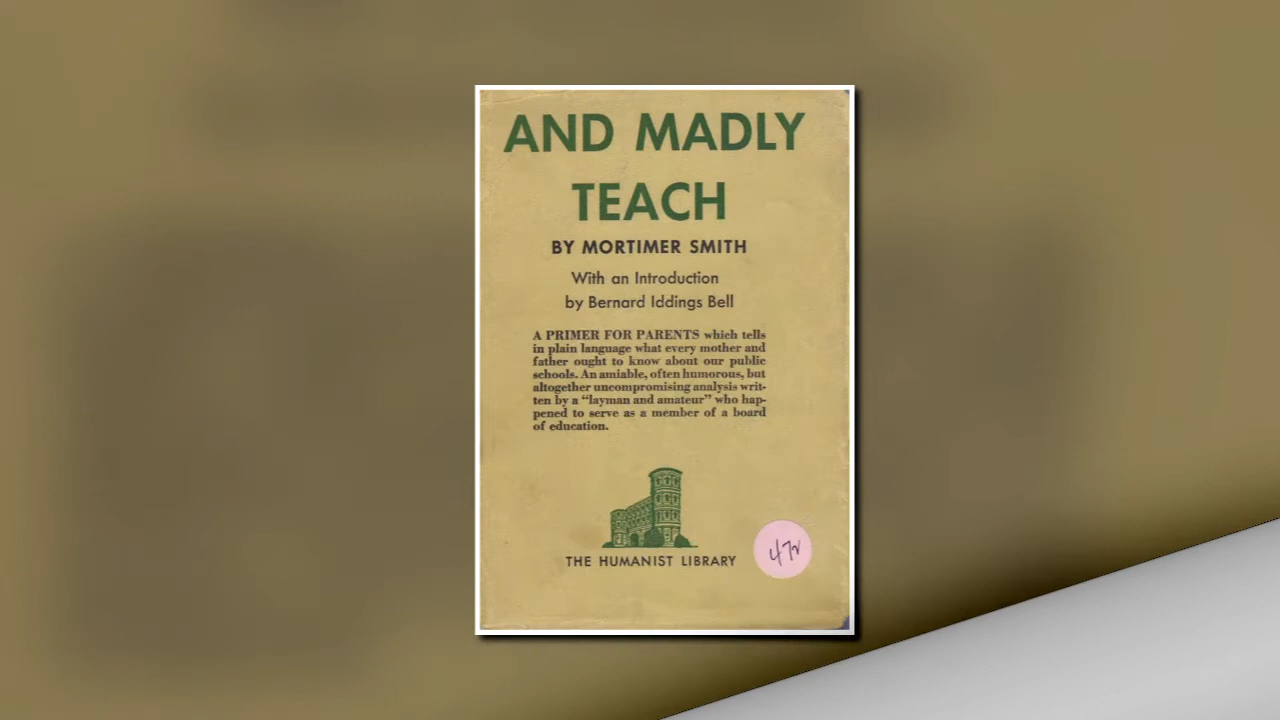 AND MADLY
TEACH
BY MORTIMER SMITH
With an Introduction
by Bernard Iddings Bell
A PRIMER FOR PARENTS which tells
in plain language what every mother and
father ought to know about our public
schools. An amiable, often humorous, but
altogether uncompromising analysis writ-
ten by a “layman and amateur” who hap-
pened to serve as a member of a board
of education.
THE HUMANIST LIBRARY